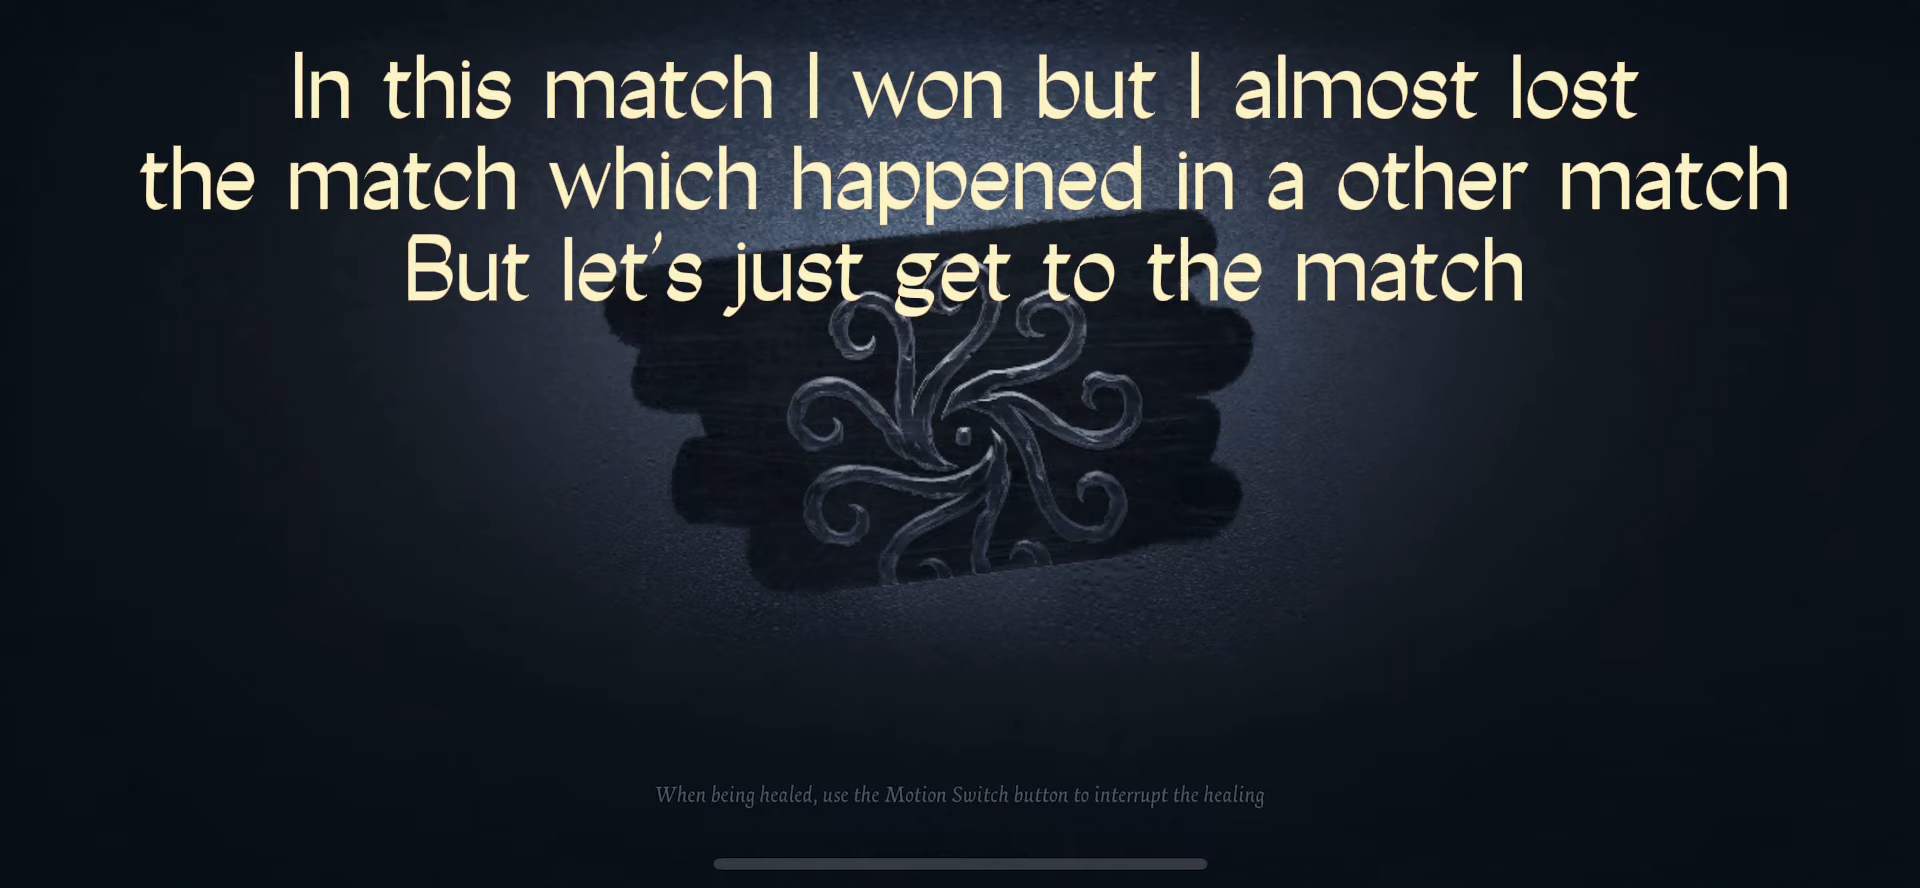 In this match I won but I almost lost
the match which happened in a other match
But let's just get to the match
When being healed, use the Motion Switch button to interrupt the healing